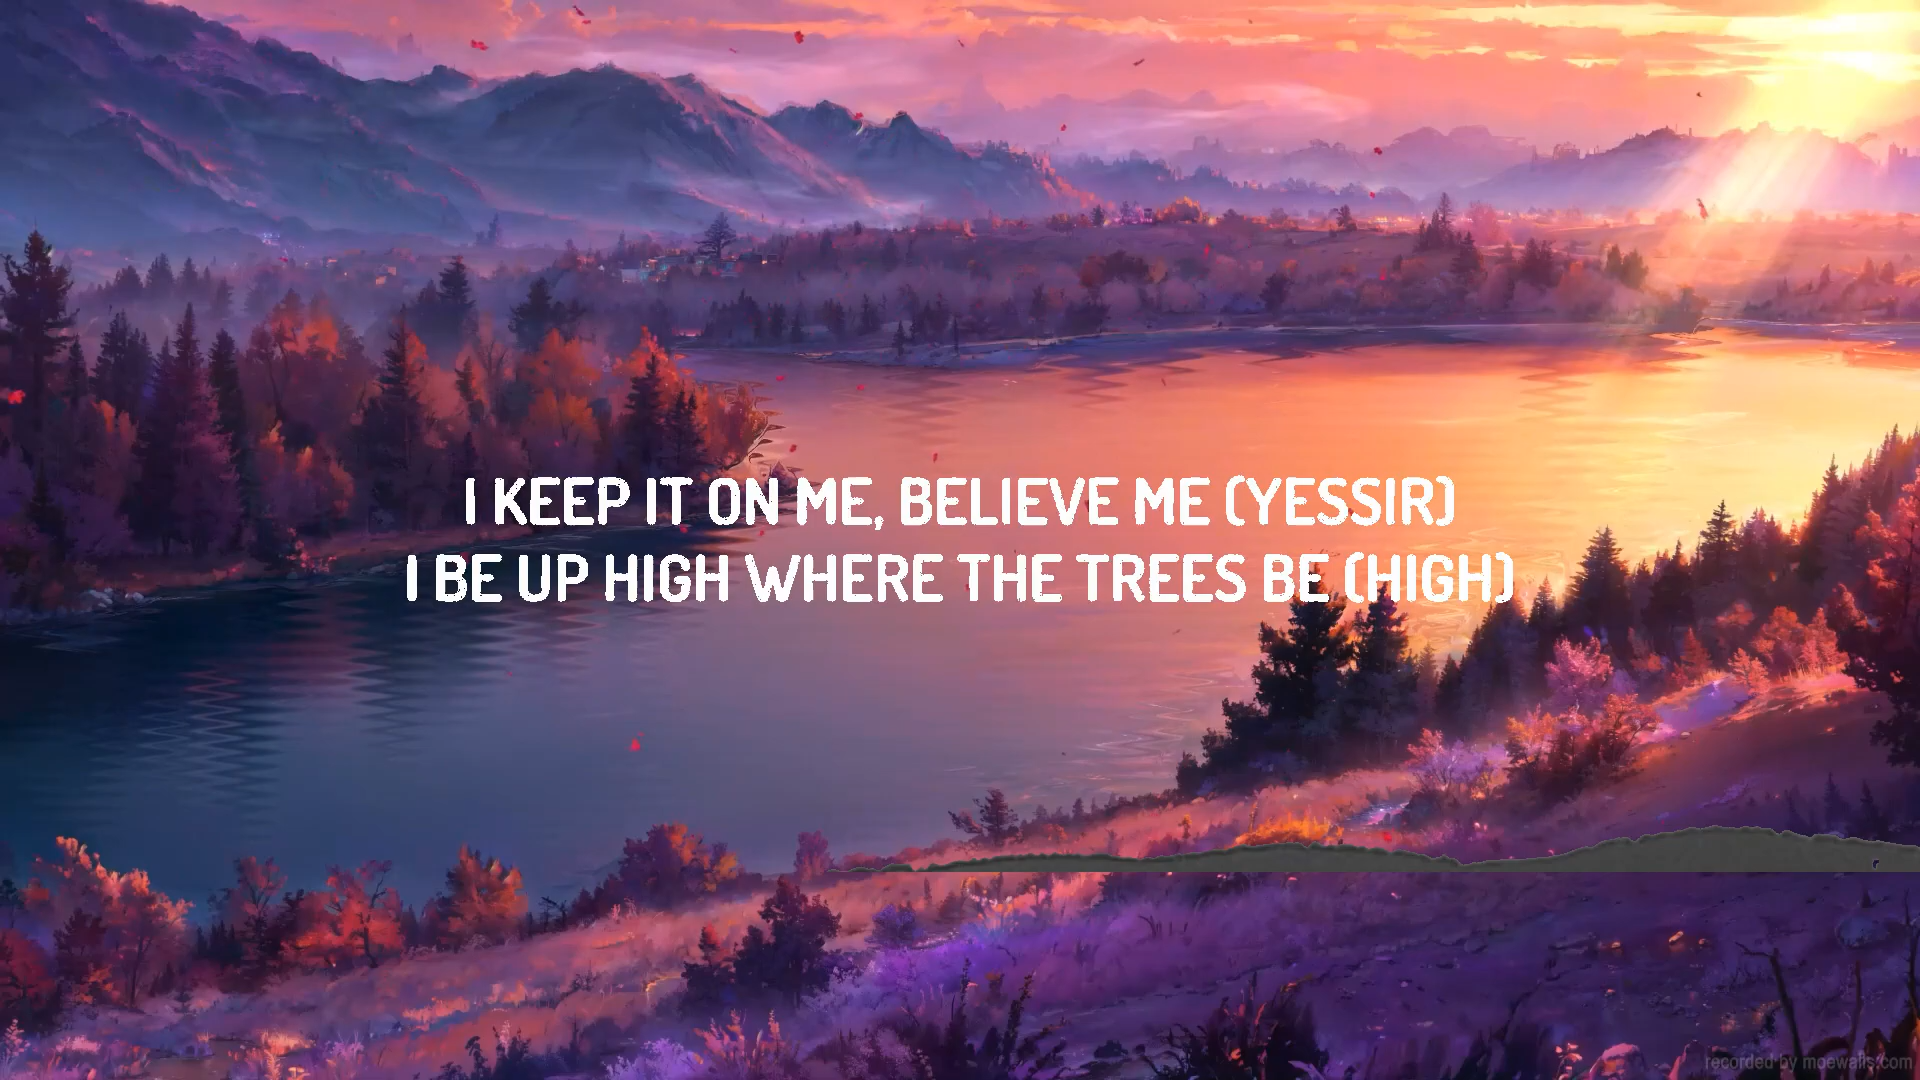 I KEEP IT ON ME, BELIEVE ME (YESSIR)
I BE UP HIGH WHERE THE TREES BE (HIGH)
recorded by moewalls.com